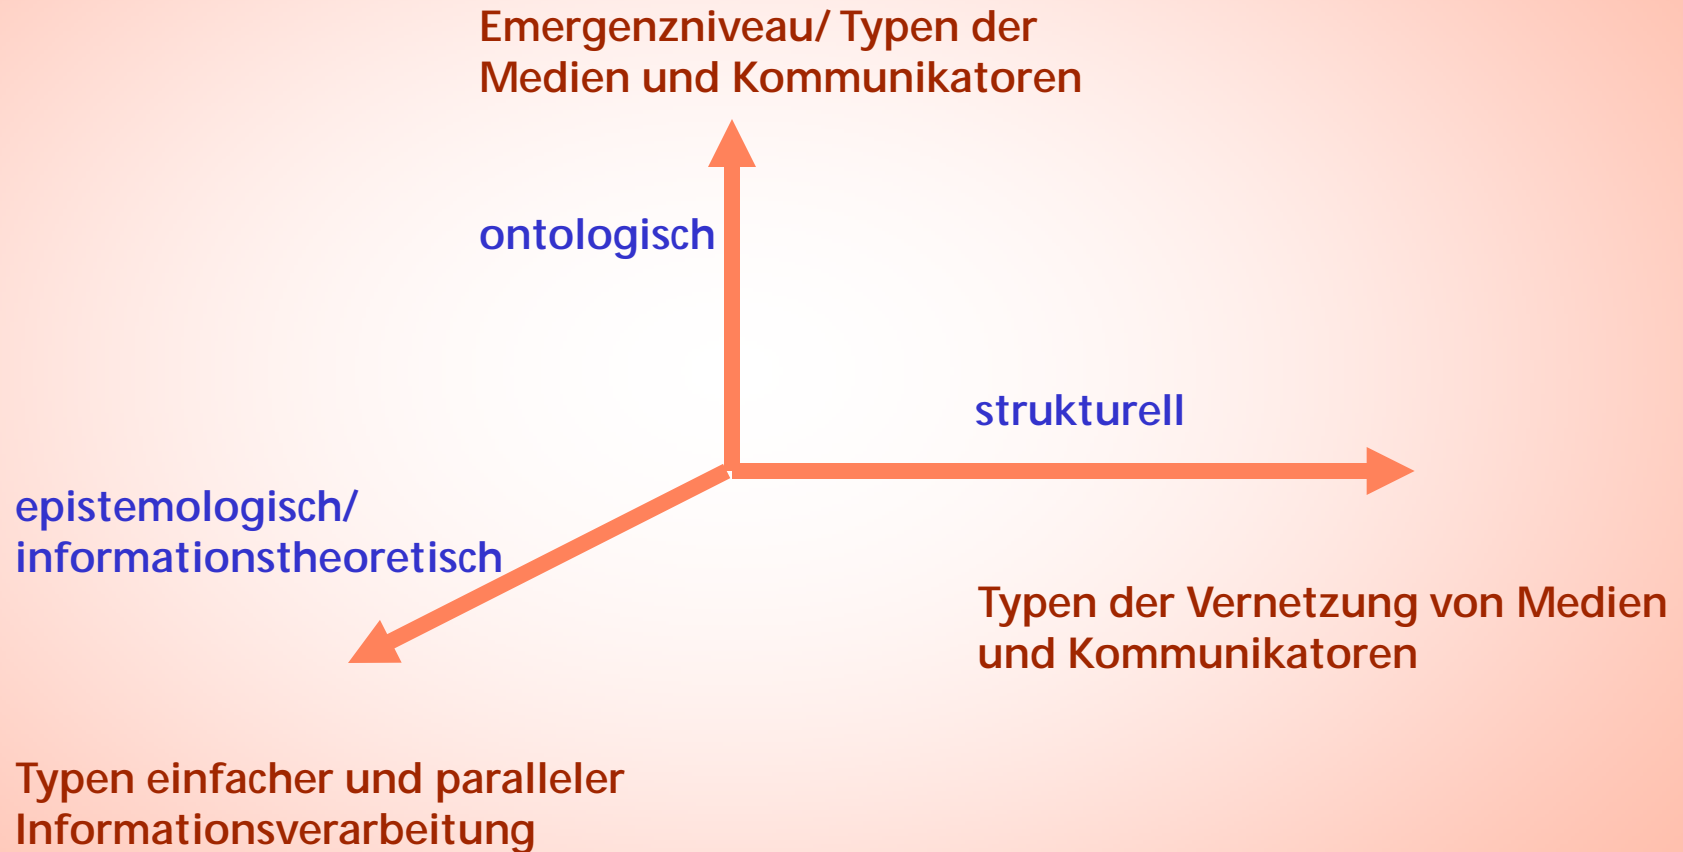 Emergenzniveau/ Typen der
Medien und Kommunikatoren
ontologisch
strukturell
epistemologisch/
informationstheoretisch
Typen der Vernetzung von Medien
und Kommunikatoren
Typen einfacher und paralleler
Informationsverarbeitung